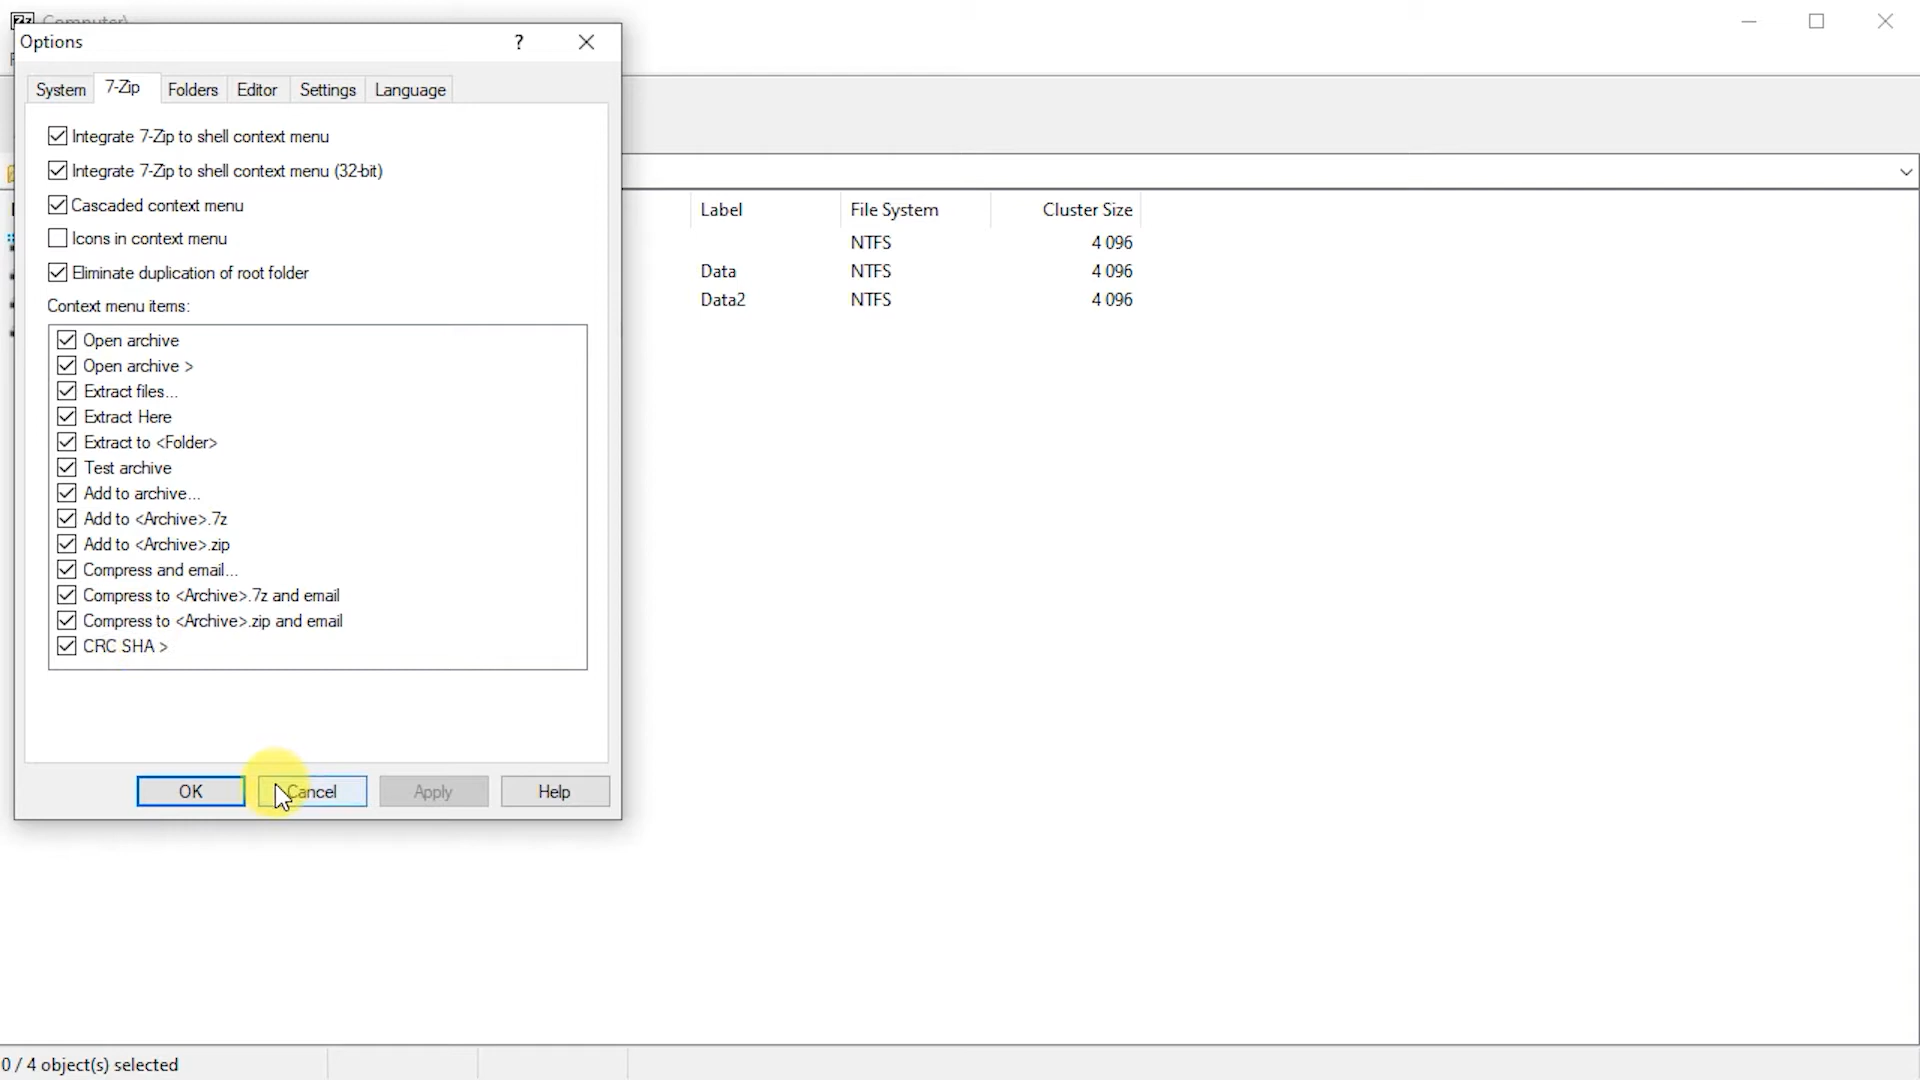 Computer\
Options
?
System 7-Zip Folders Editor Settings Language
Integrate 7-Zip to shell context menu
Integrate 7-Zip to shell context menu (32-bit)
Cascaded context menu
Icons in context menu
Eliminate duplication of root folder
Context menu items:
Open archive
Open archive >
Extract files...
Extract Here
Extract to <Folder>
Test archive
Add to archive...
Add to <Archive>.7z
Add to <Archive>.zip
Compress and email...
Compress to <Archive>.7z and email
Compress to <Archive>.zip and email
CRC SHA >
OK Cancel Apply Help
Label File System Cluster Size
NTFS 4 096
Data NTFS 4 096
Data2 NTFS 4 096
0 / 4 object(s) selected